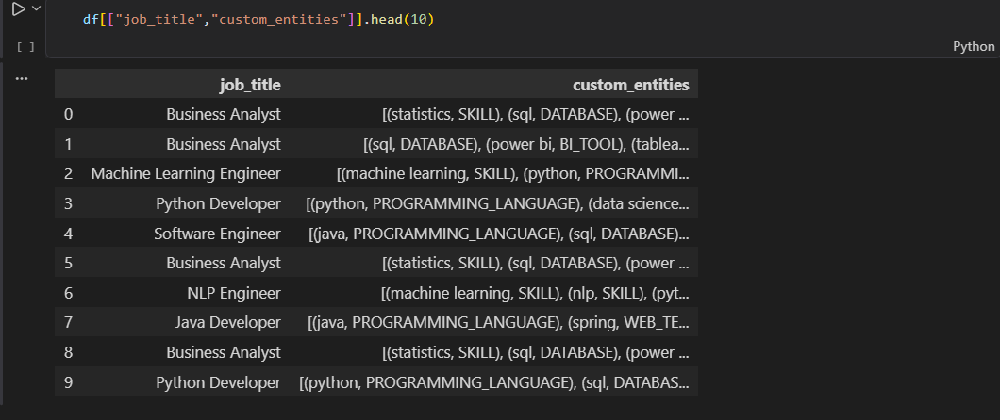 df[["job_title","custom_entities"]].head(10)
[ ]
Python
...
job_title custom_entities
0 Business Analyst [(statistics, SKILL), (sql, DATABASE), (power ...
1 Business Analyst [(sql, DATABASE), (power bi, BI_TOOL), (tablea...
2 Machine Learning Engineer [(machine learning, SKILL), (python, PROGRAMMI...
3 Python Developer [(python, PROGRAMMING_LANGUAGE), (data science...
4 Software Engineer [(java, PROGRAMMING_LANGUAGE), (sql, DATABASE)...
5 Business Analyst [(statistics, SKILL), (sql, DATABASE), (power ...
6 NLP Engineer [(machine learning, SKILL), (nlp, SKILL), (pyt...
7 Java Developer [(java, PROGRAMMING_LANGUAGE), (spring, WEB_TE...
8 Business Analyst [(statistics, SKILL), (sql, DATABASE), (power ...
9 Python Developer [(python, PROGRAMMING_LANGUAGE), (sql, DATABAS...